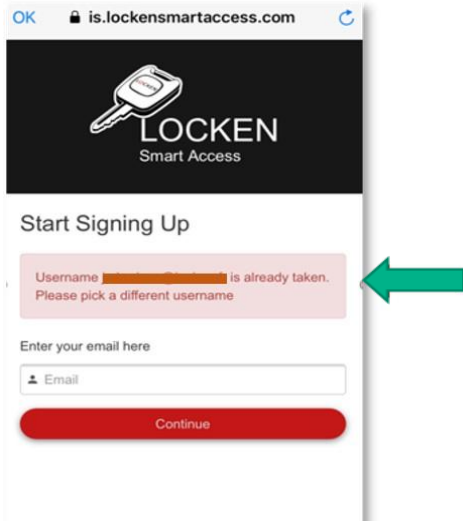 OK is.lockensmartaccess.com
LOCKEN
LOCKEN
Smart Access
Start Signing Up
Username is already taken.
Please pick a different username
Enter your email here
Email
Continue